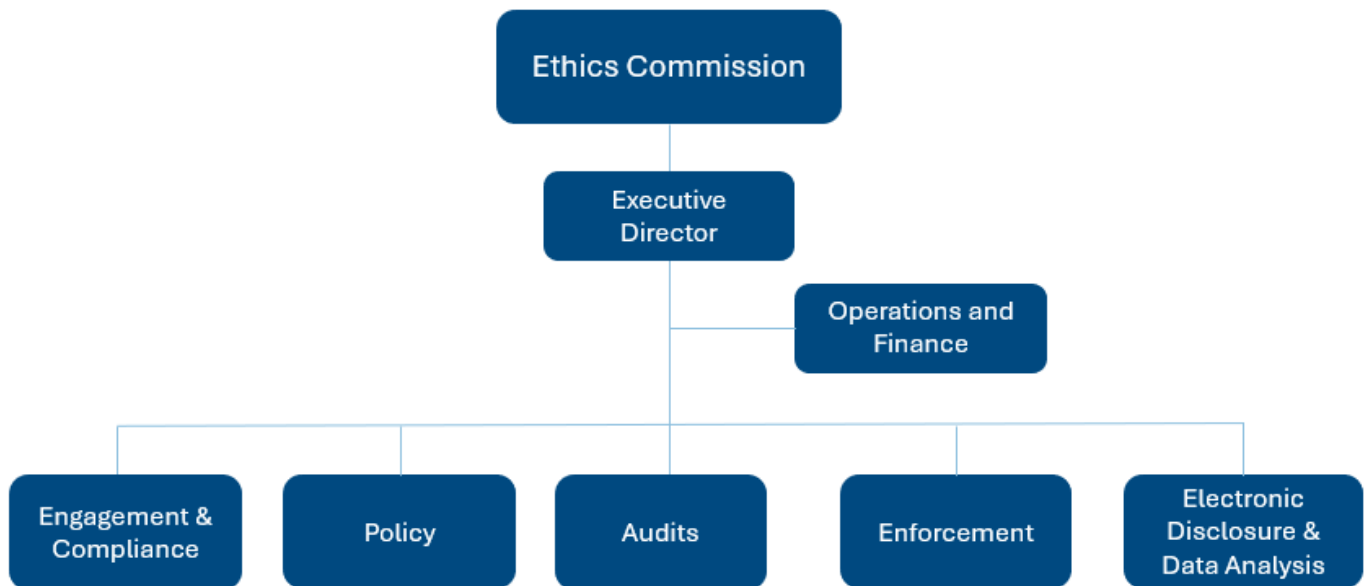 Ethics Commission
Executive
Director
Operations and
Finance
Engagement &
Compliance
Policy
Audits
Enforcement
Electronic
Disclosure &
Data Analysis